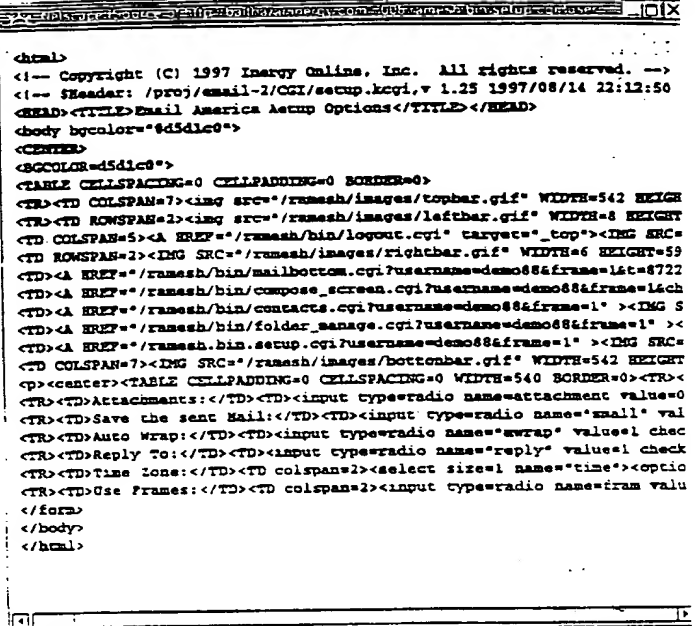 <html>
<!-- Copyright (C) 1997 Inergy Online, Inc. All rights reserved. -->
<!-- $Header: /proj/email-2/CGI/setup.kcgi,v 1.25 1997/08/14 22:12:50
<HEAD><TITLE>Email America Aetup Options</TITLE></HEAD>
<body bgcolor="#d5d1c0">
<CENTER>
<BGCOLOR=d5d1c0">
<TABLE CELLSPACING=0 CELLPADDING=0 BORDER=0>
<TR><TD COLSPAN=7><img src="/ramesh/images/topbar.gif" WIDTH=542 HEIGH
<TR><TD ROWSPAN=2><img src="/ramesh/images/leftbar.gif" WIDTH=8 HEIGHT
<TD COLSPAN=5><A HREF="/ramesh/bin/logout.cgi" target="_top"><IMG SRC=
<TD ROWSPAN=2><IMG SRC="/ramesh/images/rightbar.gif" WIDTH=6 HEIGHT=59
<TD><A HREF="/ramesh/bin/mailbottom.cgi?username=demo88&frame=1&t=8722
<TD><A HREF="/ramesh/bin/compose_screen.cgi?username=demo88&frame=1&ch
<TD><A HREF="/ramesh/bin/contacts.cgi?username=demo88&frame=1" ><IMG S
<TD><A HREF="/ramesh/bin/folder_manage.cgi?username=demo88&frame=1" ><
<TD><A HREF="/ramesh.bin.setup.cgi?username=demo88&frame=1" ><IMG SRC=
<TD COLSPAN=7><IMG SRC="/ramesh/images/bottonbar.gif" WIDTH=542 HEIGHT
<p><center><TABLE CELLPADDING=0 CELLSPACING=0 WIDTH=540 BORDER=0><TR><
<TR><TD>Attachments:</TD><TD><input type=radio name=attachment value=0
<TR><TD>Save the sent Mail:</TD><TD><input type=radio name="small" val
<TR><TD>Auto Wrap:</TD><TD><input type=radio name="awrap" value=1 chec
<TR><TD>Reply To:</TD><TD><input type=radio name="reply" value=1 check
<TR><TD>Time Zone:</TD><TD colspan=2><select size=1 name="time"><optio
<TR><TD>Use Frames:</TD><TD colspan=2><input type=radio name=fram valu
</form>
</body>
</html>